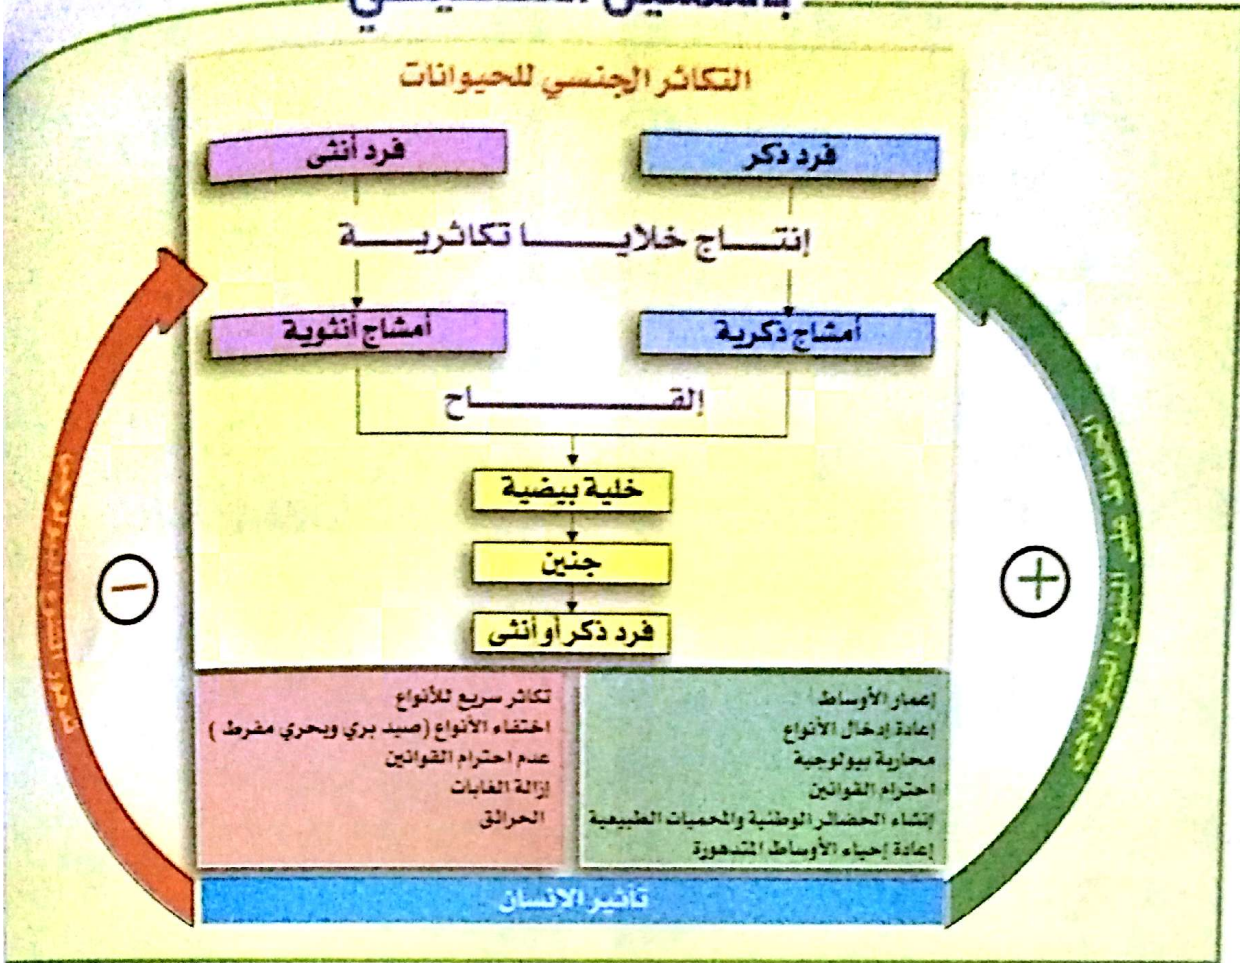 التكاثر الجنسي للحيوانات
فرد ذكر
فرد أنثى
إنتاج خلايا تكاثرية
أمشاج ذكرية
أمشاج أنثوية
إلقاح
خلية بيضية
جنين
فرد ذكر أو أنثى
إعمار الأوساط
إعادة إدخال الأنواع
محاربة بيولوجية
احترام القوانين
إنشاء الحضائر الوطنية والمحميات الطبيعية
إعادة إحياء الأوساط المتدهورة
تكاثر سريع للأنواع
اختفاء الأنواع (صيد بري وبحري مفرط )
عدم احترام القوانين
إزالة الغابات
الحرائق
تأثير الانسان
+
−
التنوع البيولوجي